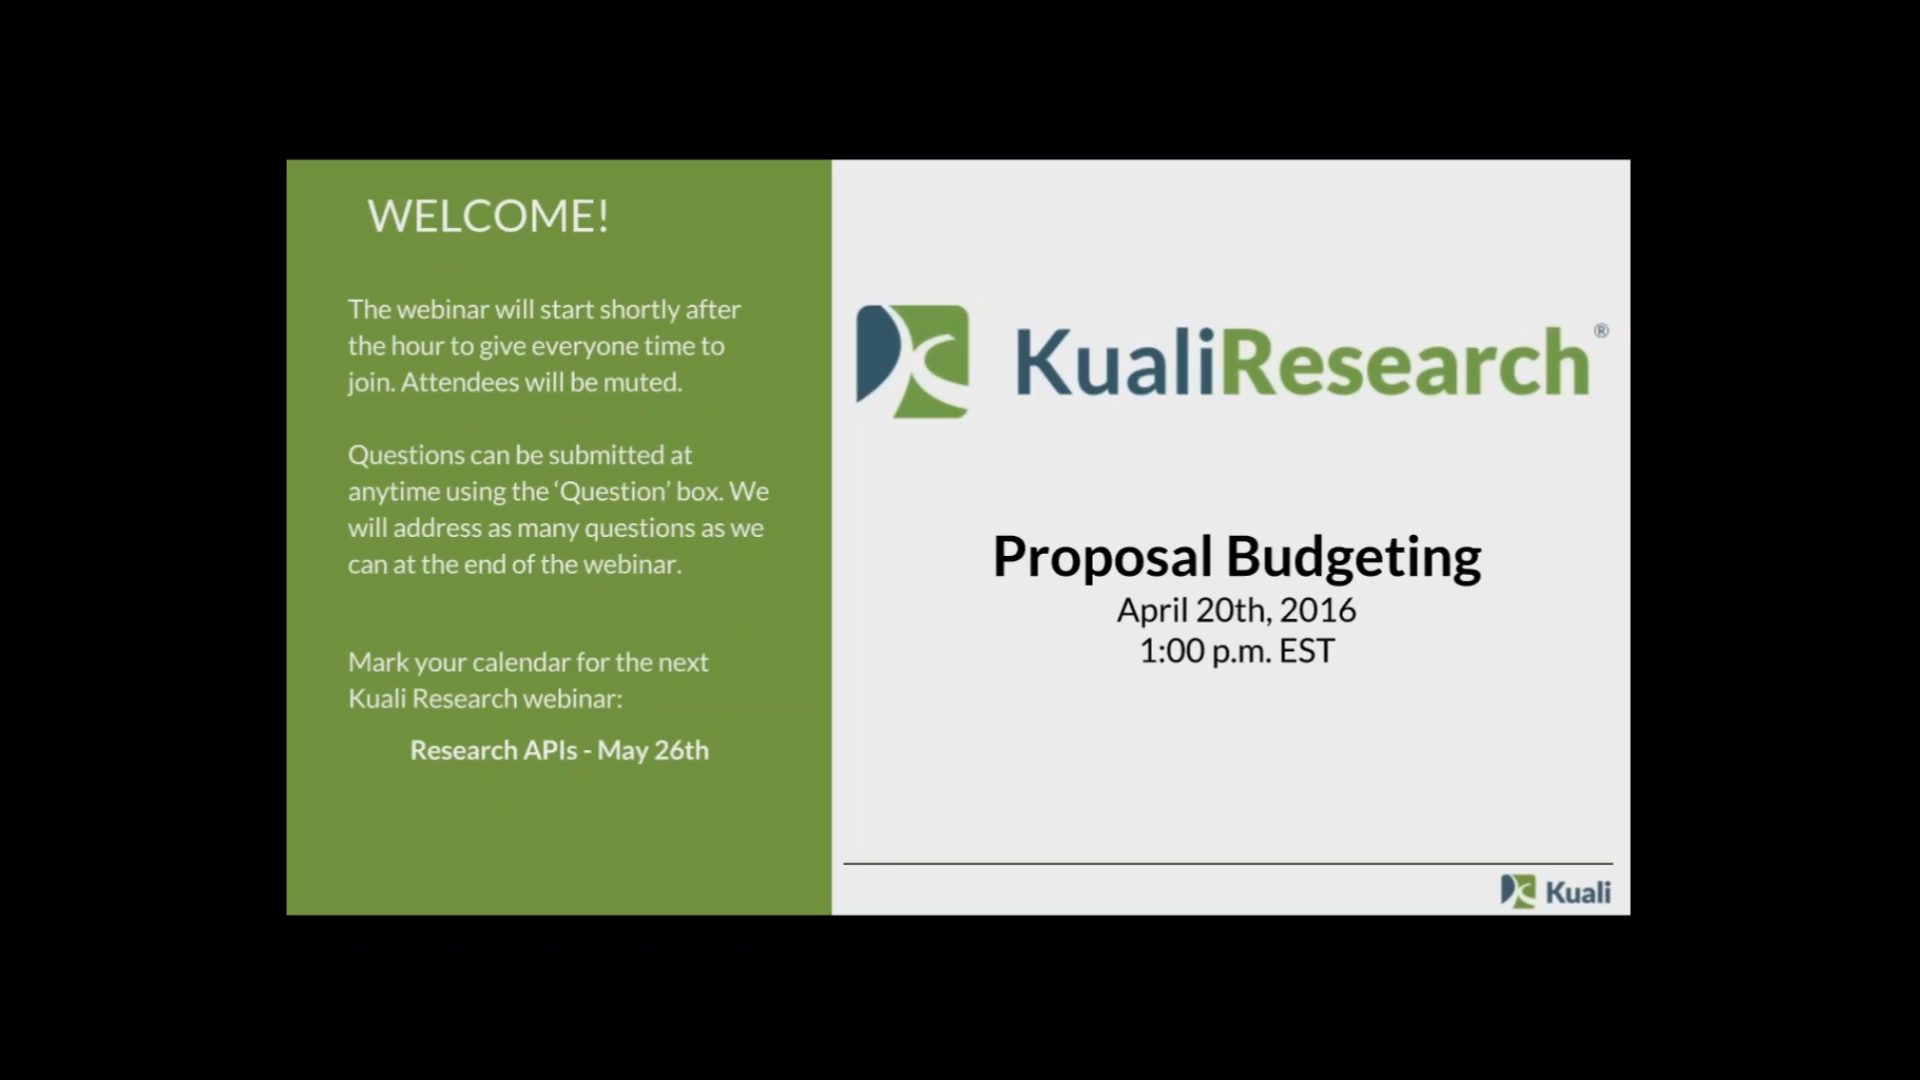 WELCOME!
The webinar will start shortly after
the hour to give everyone time to
join. Attendees will be muted.
Questions can be submitted at
anytime using the ‘Question’ box. We
will address as many questions as we
can at the end of the webinar.
Mark your calendar for the next
Kuali Research webinar:
Research APIs - May 26th
KualiResearch®
Proposal Budgeting
April 20th, 2016
1:00 p.m. EST
Kuali